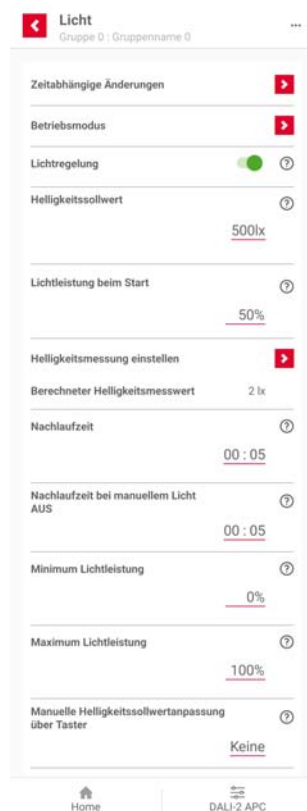 Licht
Gruppe 0 : Gruppenname 0
Zeitabhängige Änderungen
Betriebsmodus
Lichtregelung
Helligkeitssollwert
500lx
Lichtleistung beim Start
50%
Helligkeitsmessung einstellen
Berechneter Helligkeitsmesswert 2 lx
Nachlaufzeit
00 : 05
Nachlaufzeit bei manuellem Licht
AUS
00 : 05
Minimum Lichtleistung
0%
Maximum Lichtleistung
100%
Manuelle Helligkeitssollwertanpassung
über Taster
Keine
Home DALI-2 APC